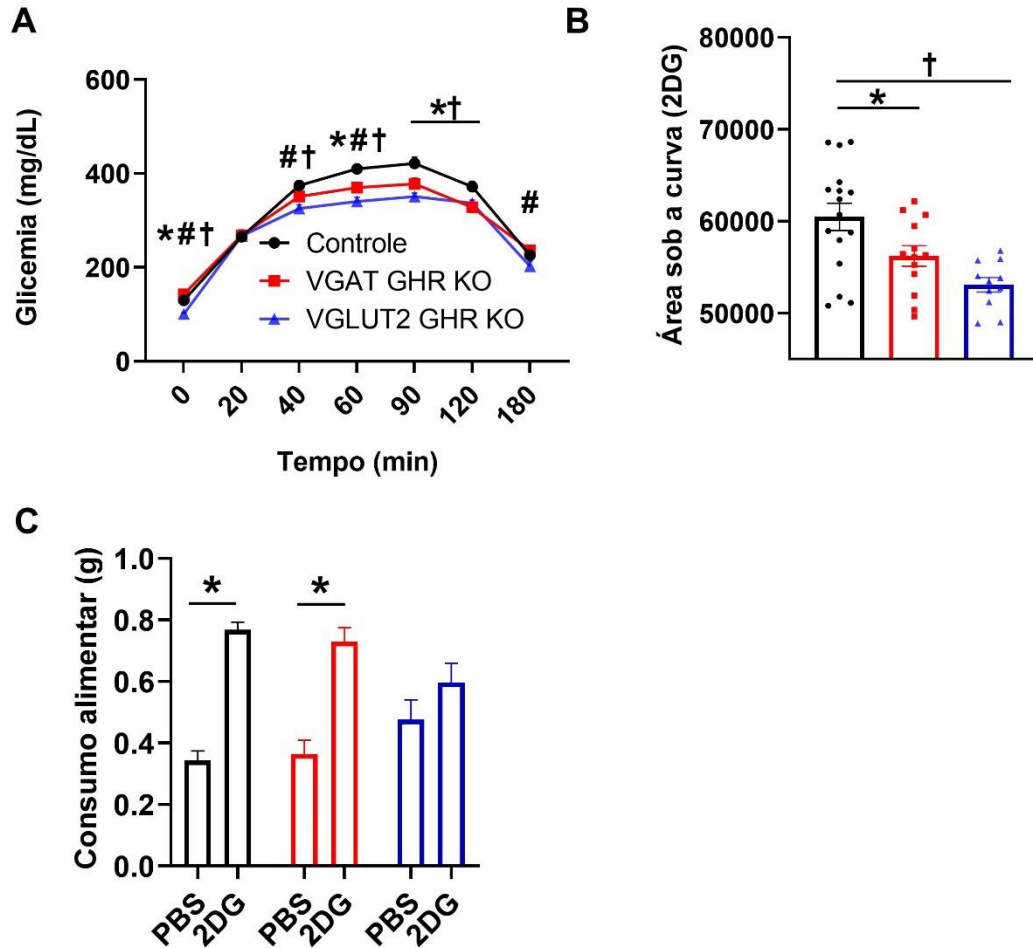 A
Glicemia (mg/dL)
600
400
200
0
*#†
#†
*#†
*†
#
Controle
VGAT GHR KO
VGLUT2 GHR KO
0 20 40 60 90 120 180
Tempo (min)
B
Área sob a curva (2DG)
80000
70000
60000
50000
†
*
C
Consumo alimentar (g)
1.0
0.8
0.6
0.4
0.2
0.0
* *
PBS 2DG PBS 2DG PBS 2DG